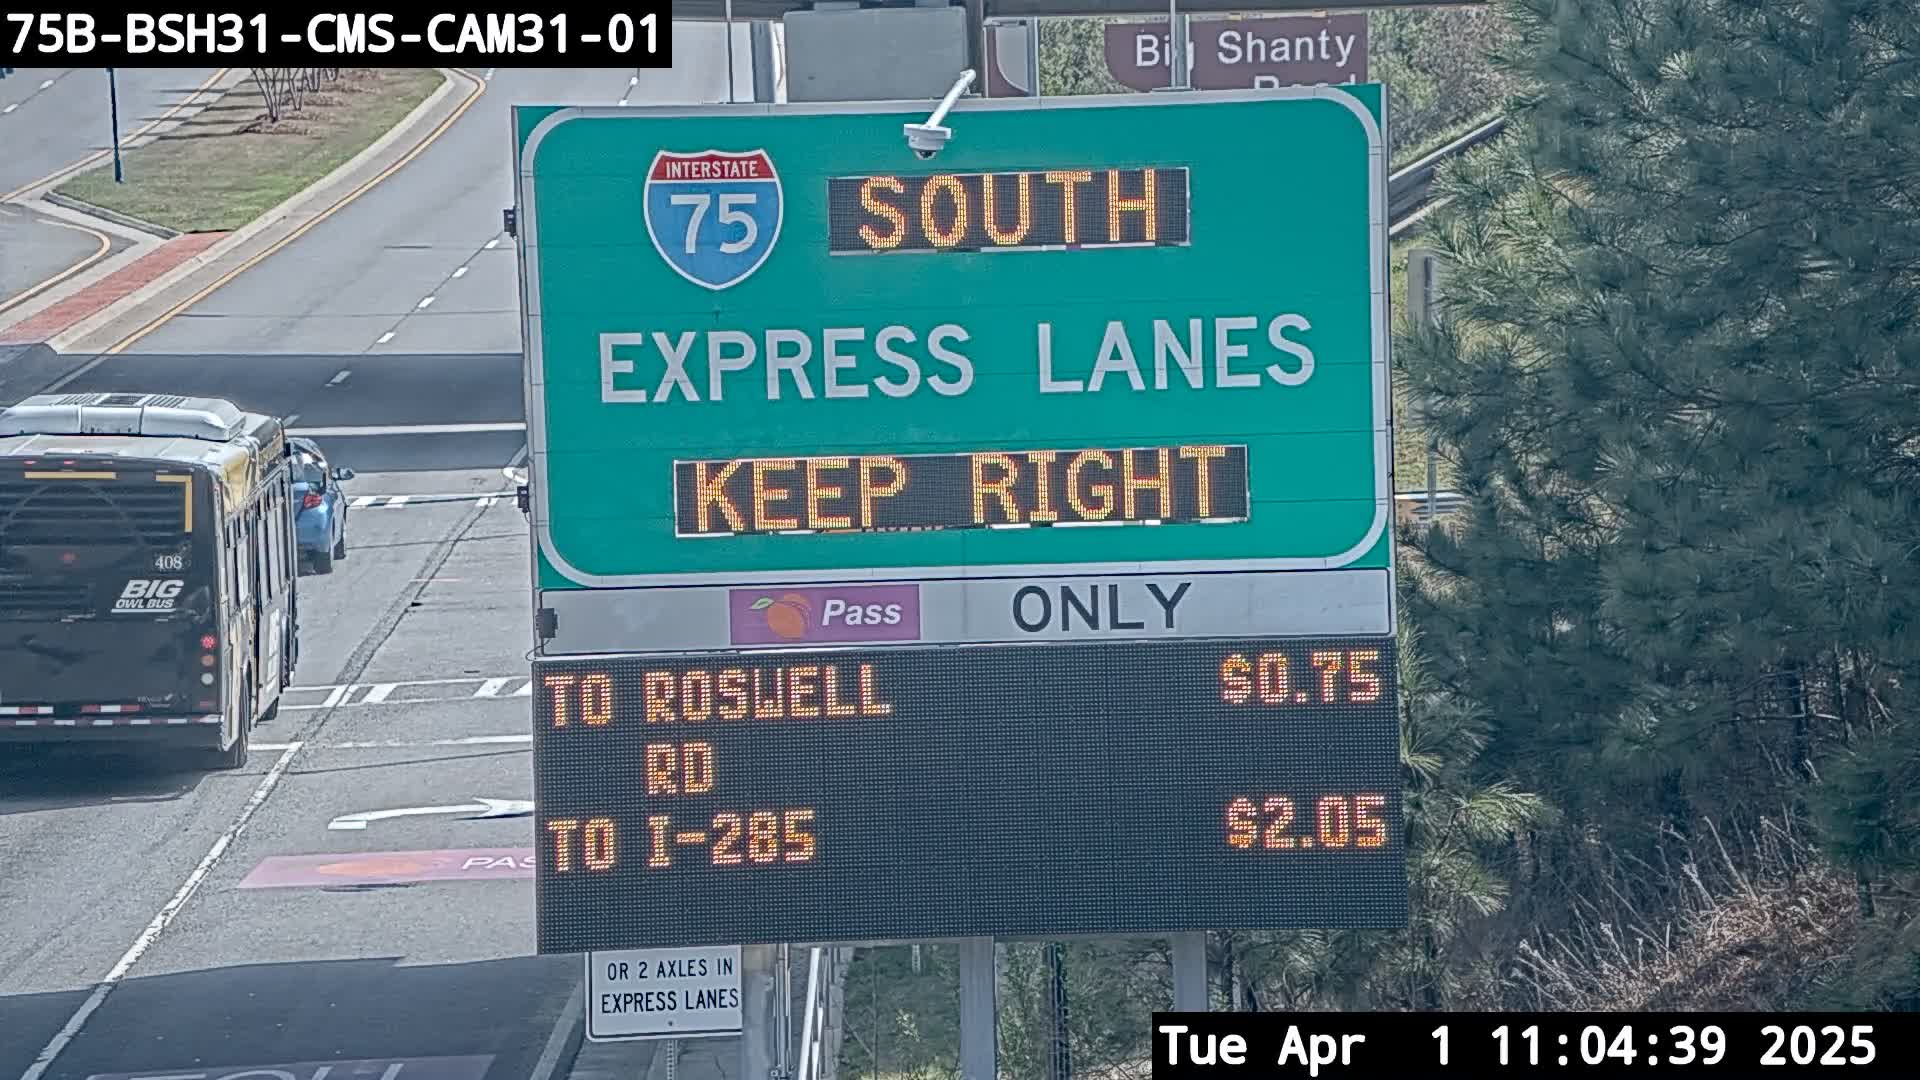 75B-BSH31-CMS-CAM31-01
Big Shanty
Road
INTERSTATE
75
SOUTH
EXPRESS LANES
KEEP RIGHT
Pass ONLY
TO ROSWELL $0.75
RD
TO I-285 $2.05
408
BIG
OWL BUS
PAS
OR 2 AXLES IN
EXPRESS LANES
Tue Apr 1 11:04:39 2025